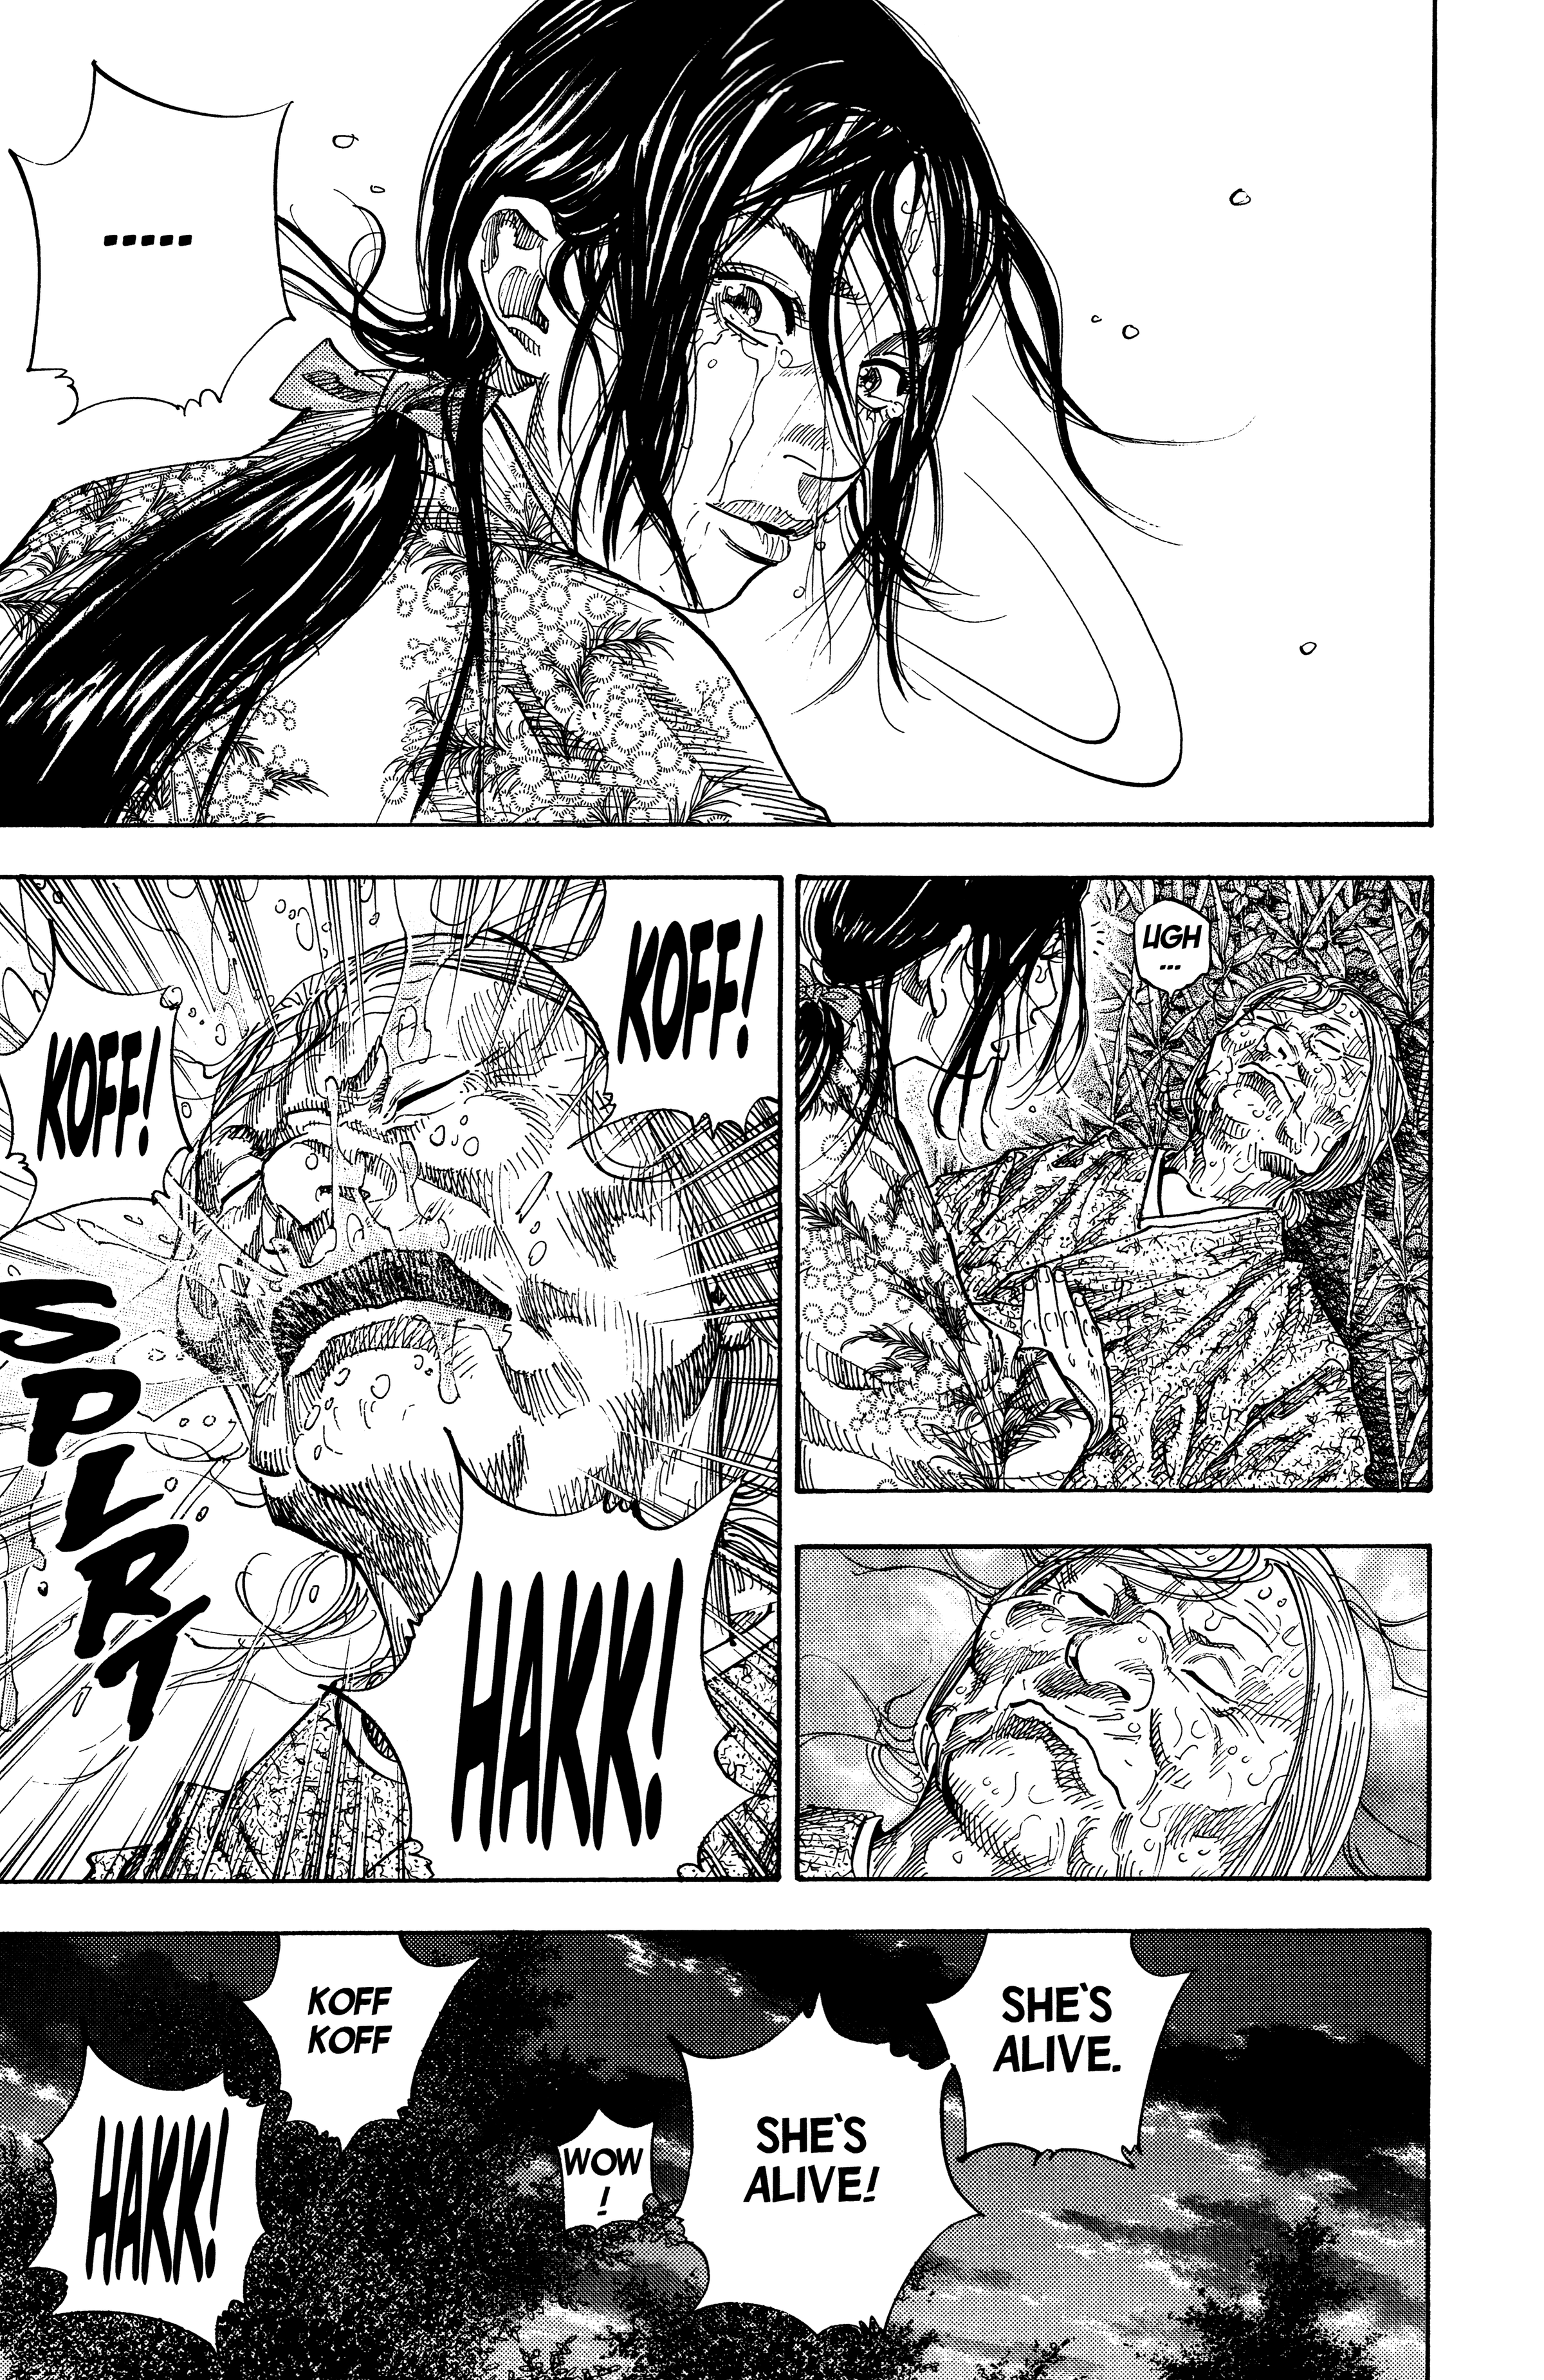 .....
UGH
...
KOFF!
KOFF!
HAKK!
SPLRT
SHE'S
ALIVE.
SHE'S
ALIVE!
WOW
!
KOFF
KOFF
HAKK!